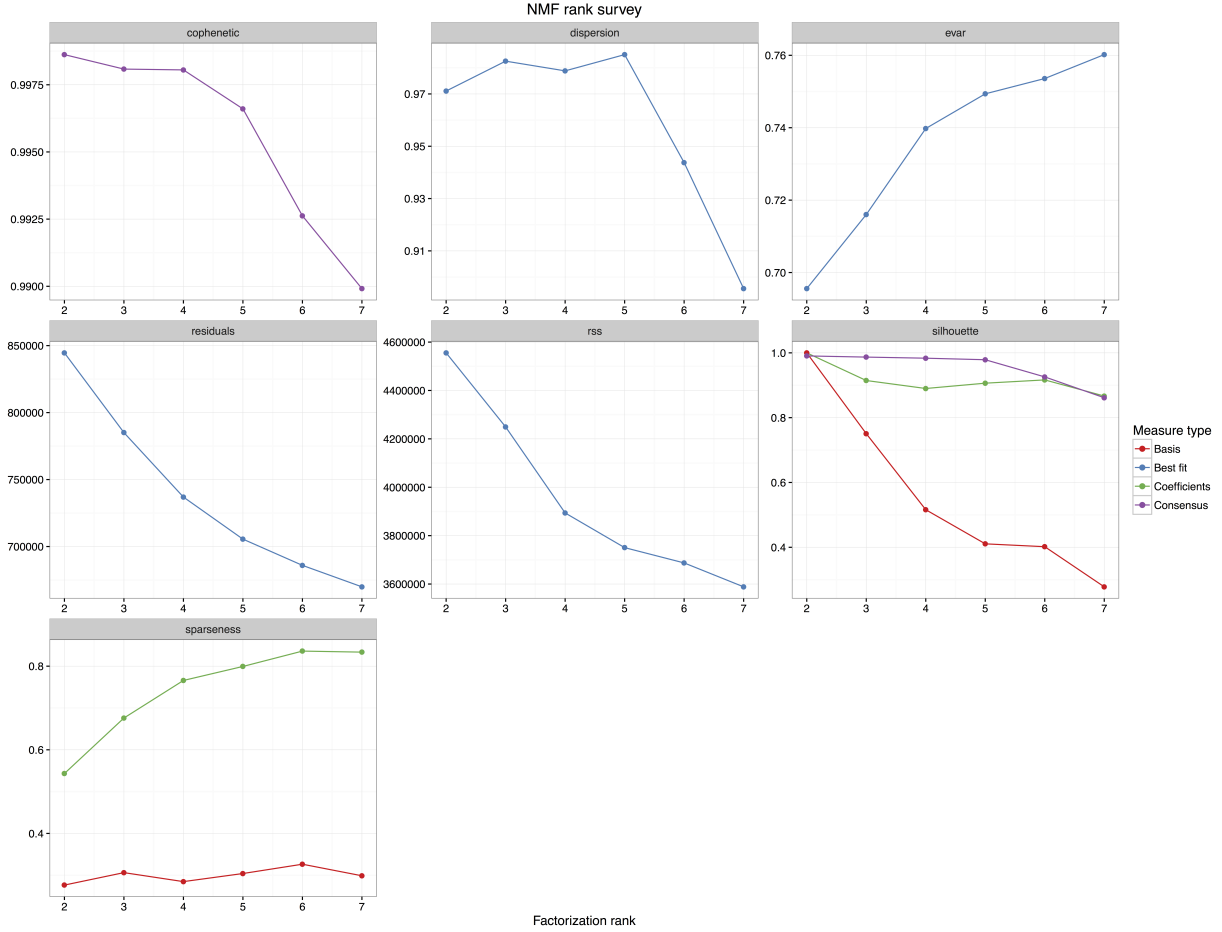 NMF rank survey
cophenetic
dispersion
evar
0.9975
0.9950
0.9925
0.9900
2 3 4 5 6 7
0.97
0.95
0.93
0.91
2 3 4 5 6 7
0.76
0.74
0.72
0.70
2 3 4 5 6 7
residuals
rss
silhouette
850000
800000
750000
700000
2 3 4 5 6 7
4600000
4400000
4200000
4000000
3800000
3600000
2 3 4 5 6 7
1.0
0.8
0.6
0.4
2 3 4 5 6 7
Measure type
Basis
Best fit
Coefficients
Consensus
sparseness
0.8
0.6
0.4
2 3 4 5 6 7
Factorization rank